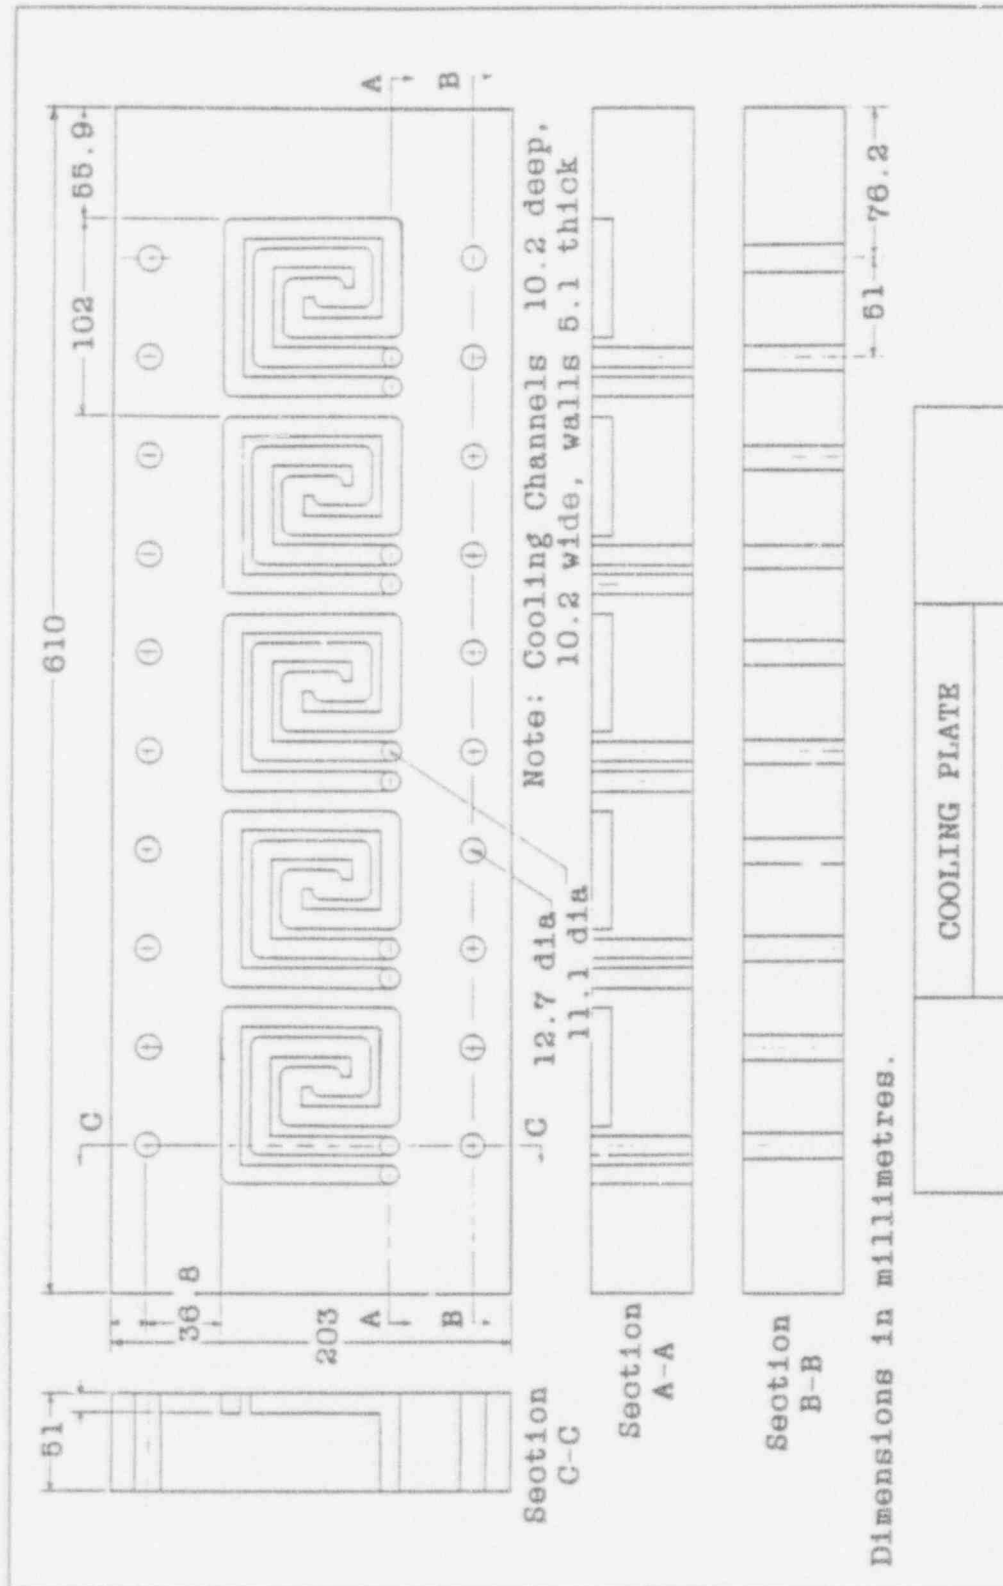 610
102
55.9
A
B
C
36 8
203
A
B
C
12.7 dia
11.1 dia
Note: Cooling Channels 10.2 deep,
10.2 wide, walls 5.1 thick
51
Section
C-C
Section
A-A
Section
B-B
51
76.2
Dimensions in millimetres.
COOLING PLATE